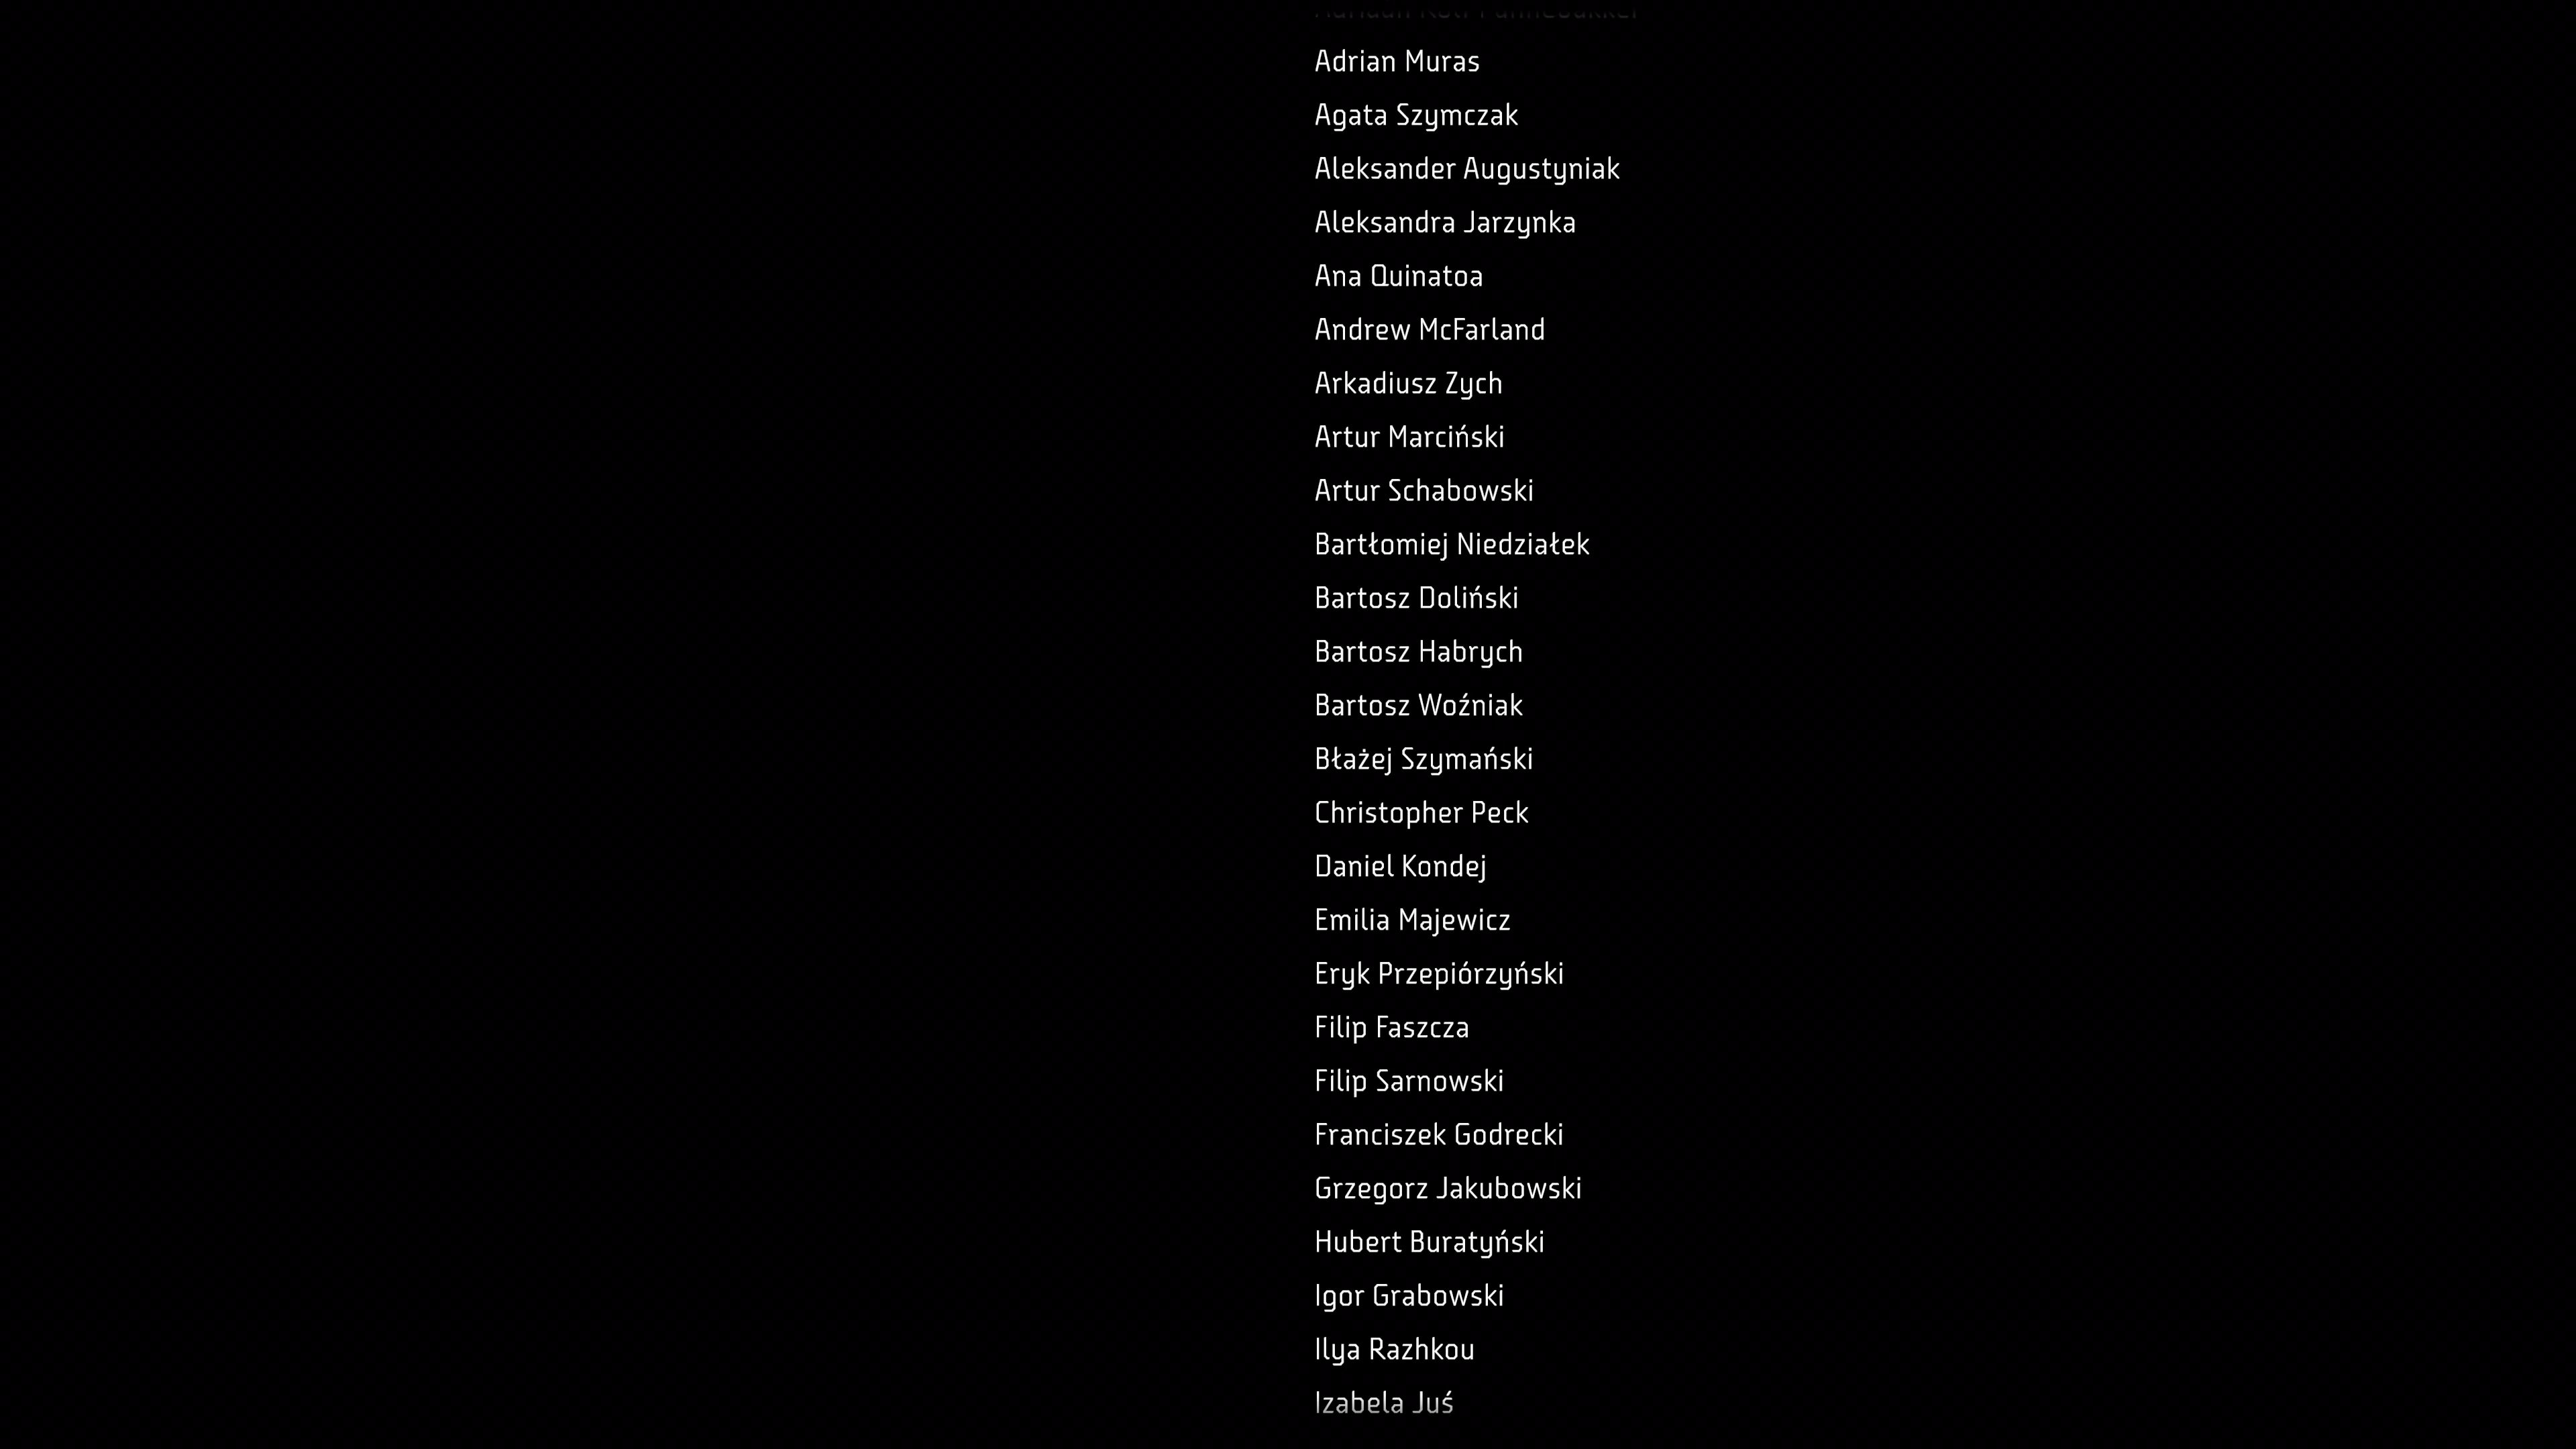 Adrian Muras
Agata Szymczak
Aleksander Augustyniak
Aleksandra Jarzynka
Ana Quinatoa
Andrew McFarland
Arkadiusz Zych
Artur Marciński
Artur Schabowski
Bartłomiej Niedziałek
Bartosz Doliński
Bartosz Habrych
Bartosz Woźniak
Błażej Szymański
Christopher Peck
Daniel Kondej
Emilia Majewicz
Eryk Przepiórzyński
Filip Faszcza
Filip Sarnowski
Franciszek Godrecki
Grzegorz Jakubowski
Hubert Buratyński
Igor Grabowski
Ilya Razhkou
Izabela Juś